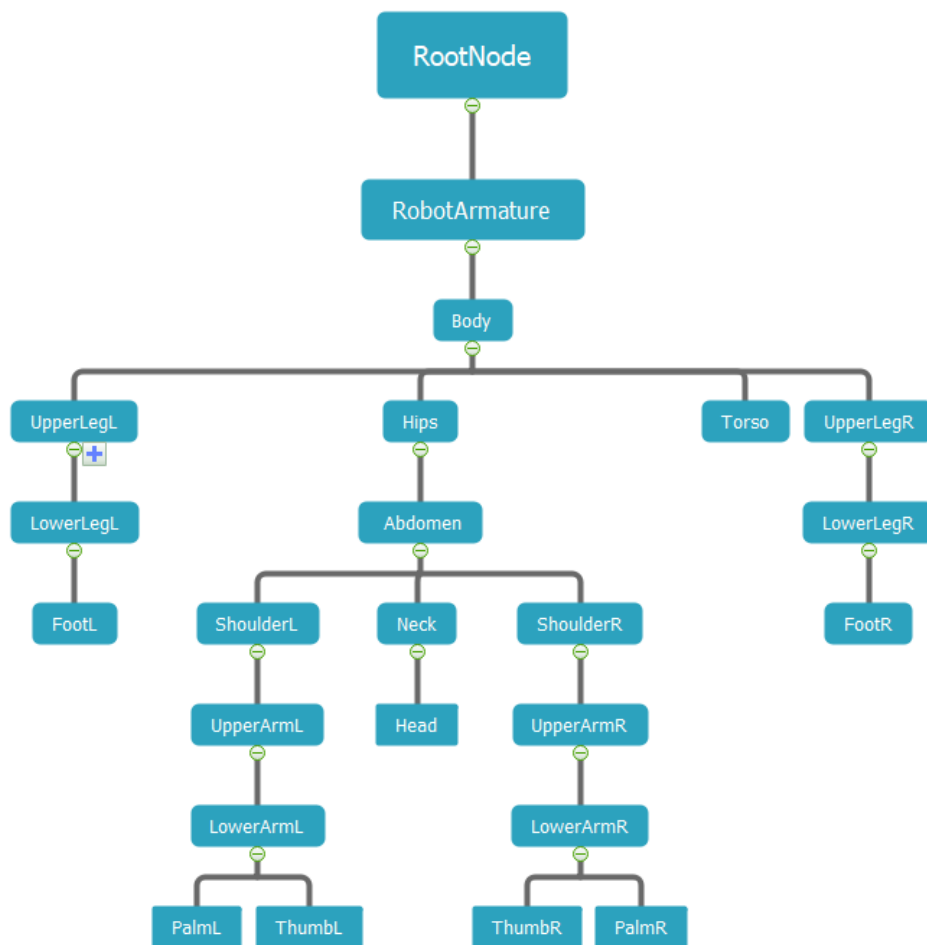 RootNode
RobotArmature
Body
UpperLegL
Hips
Torso
UpperLegR
LowerLegL
Abdomen
LowerLegR
FootL
ShoulderL
Neck
ShoulderR
FootR
UpperArmL
Head
UpperArmR
LowerArmL
LowerArmR
PalmL
ThumbL
ThumbR
PalmR